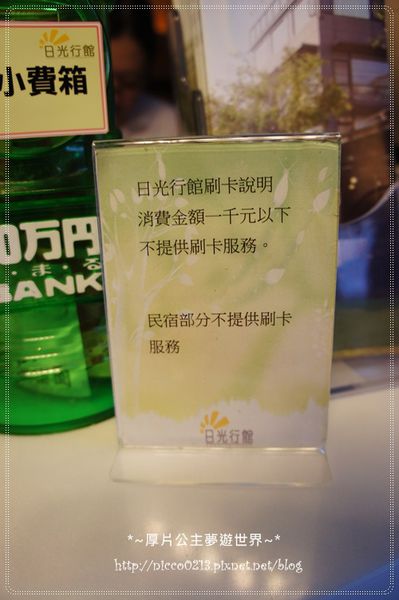 日光行館
小費箱
0万円
BANK
日光行館刷卡說明
消費金額一千元以下
不提供刷卡服務。
民宿部分不提供刷卡
服務
日光行館
*~厚片公主夢遊世界~*
http://nicco0213.pixnet.net/blog